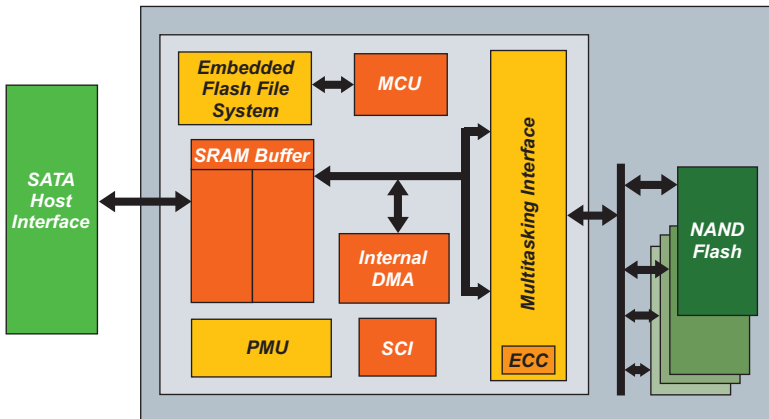 Embedded
Flash File
System
MCU
SRAM Buffer
SATA
Host
Interface
Internal
DMA
Multitasking Interface
NAND
Flash
PMU
SCI
ECC